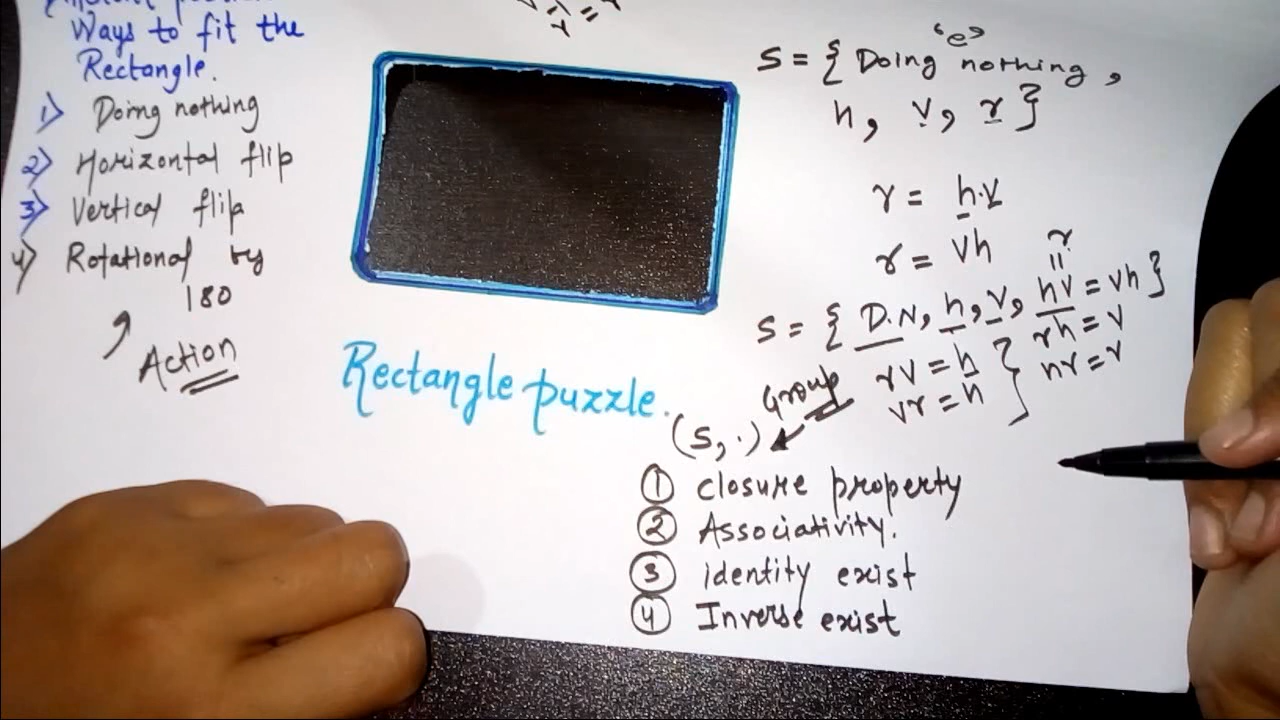 Ways to fit the
Rectangle.
1) Doing nothing
2) Horizontal flip
3) Vertical flip
4) Rotational by
180
Action
Rectangle puzzle.
'e'
S = { Doing nothing ,
h, v, r }
r = h.v
r = vh
r
=
S = { D.N, h, v, hv = vh }
rv = h } rh = v
vr = h hr = v
Group
(S, .)
① closure property
② Associativity.
③ identity exist
④ Inverse exist